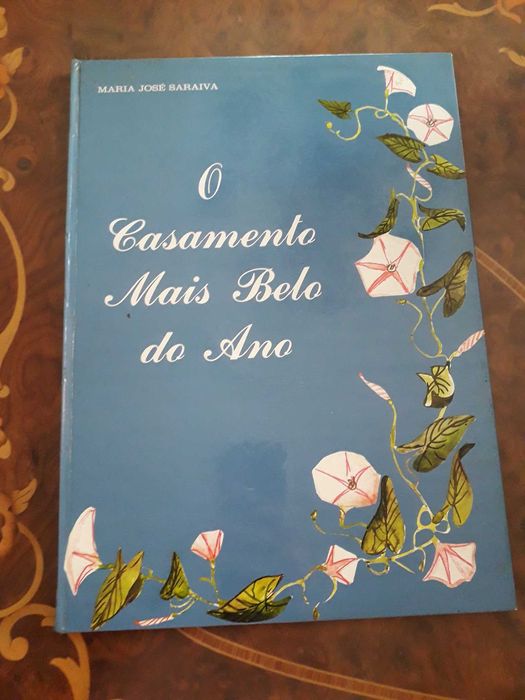 MARIA JOSÉ SARAIVA
O
Casamento
Mais Belo
do Ano